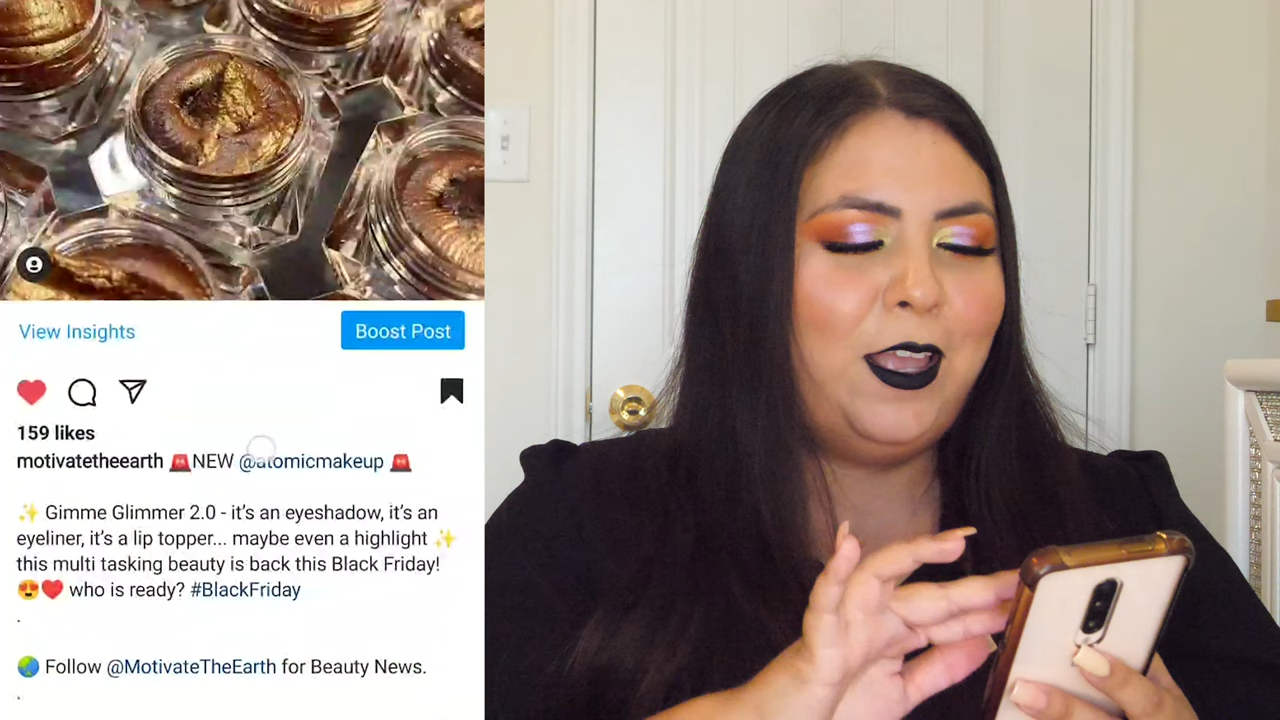 View Insights
Boost Post
159 likes
motivatetheearth 🚨NEW @atomicmakeup 🚨
✨ Gimme Glimmer 2.0 - it’s an eyeshadow, it’s an
eyeliner, it’s a lip topper... maybe even a highlight ✨
this multi tasking beauty is back this Black Friday!
😍❤️ who is ready? #BlackFriday
.
🌏 Follow @MotivateTheEarth for Beauty News.
.